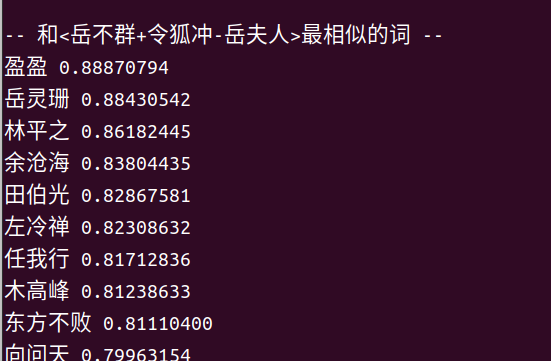 -- 和<岳不群+令狐冲-岳夫人>最相似的词 --
盈盈 0.88870794
岳灵珊 0.88430542
林平之 0.86182445
余沧海 0.83804435
田伯光 0.82867581
左冷禅 0.82308632
任我行 0.81712836
木高峰 0.81238633
东方不败 0.81110400
向问天 0.79963154